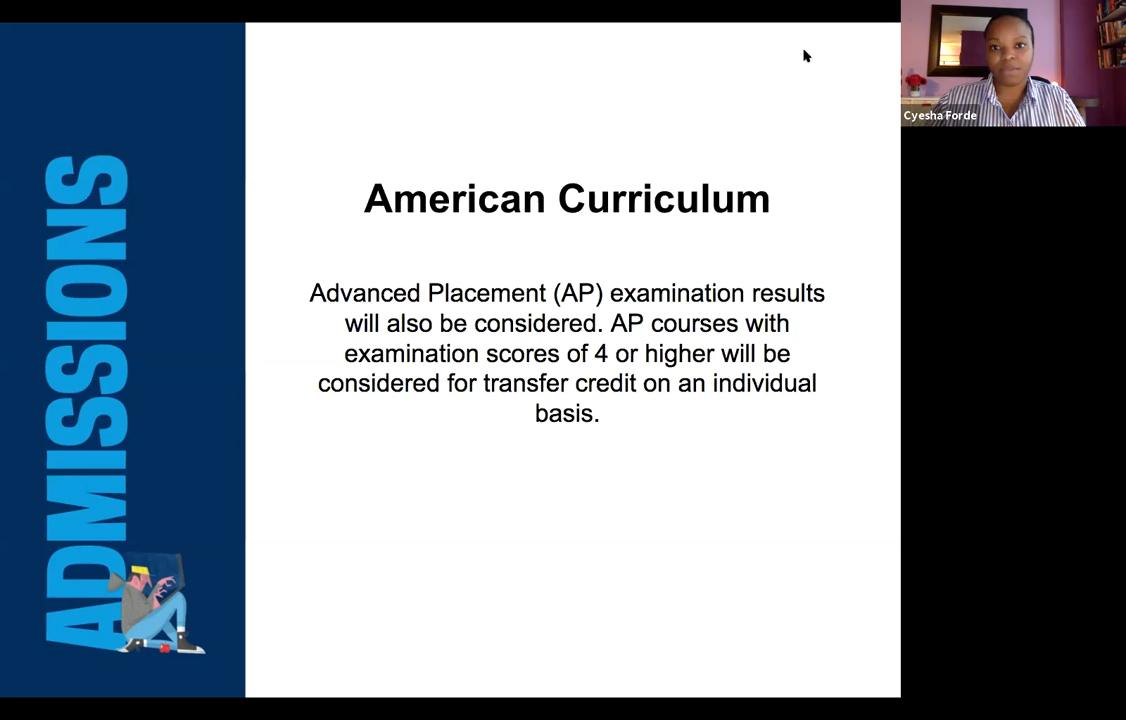 ADMISSIONS
American Curriculum
Advanced Placement (AP) examination results
will also be considered. AP courses with
examination scores of 4 or higher will be
considered for transfer credit on an individual
basis.
Cyesha Forde